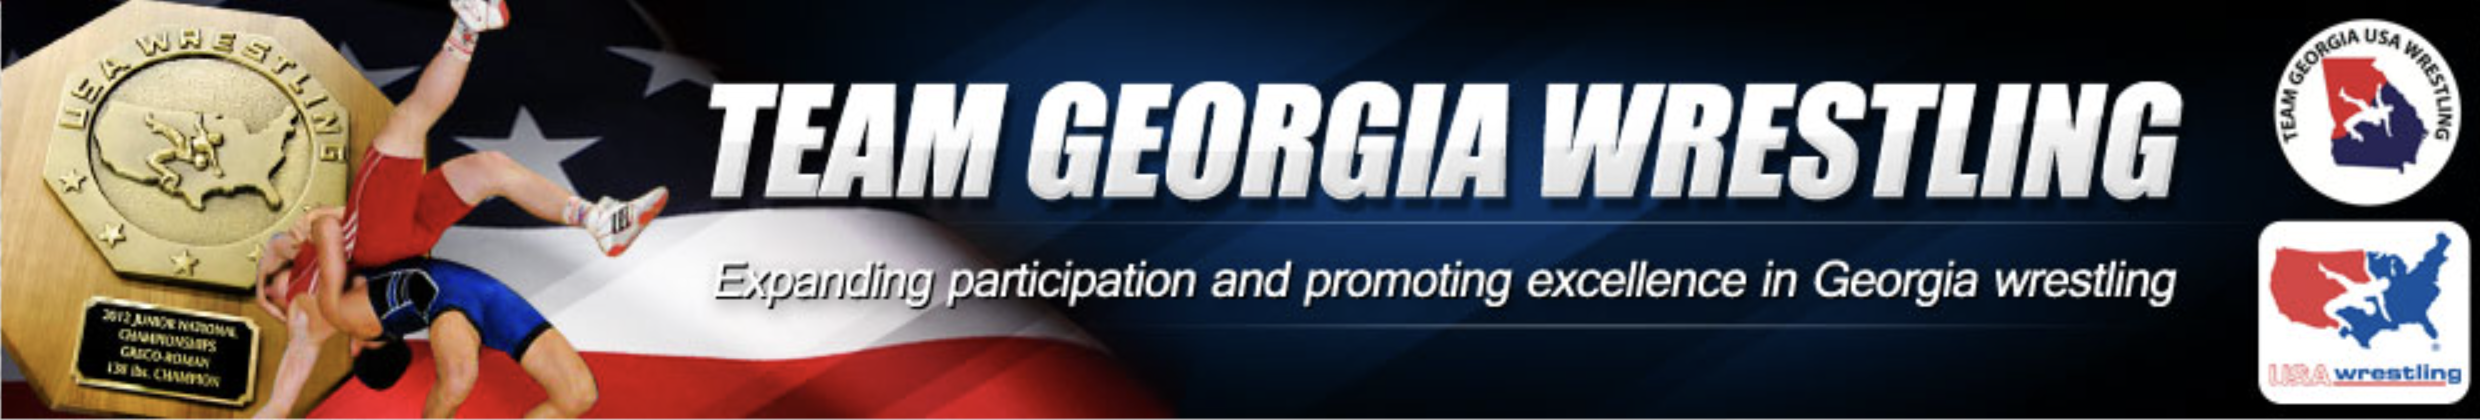 USA WRESTLING
2012 JUNIOR NATIONAL
CHAMPIONSHIPS
GRECO-ROMAN
138 lbs. CHAMPION
TEAM GEORGIA WRESTLING
Expanding participation and promoting excellence in Georgia wrestling
TEAM GEORGIA USA WRESTLING
USA wrestling